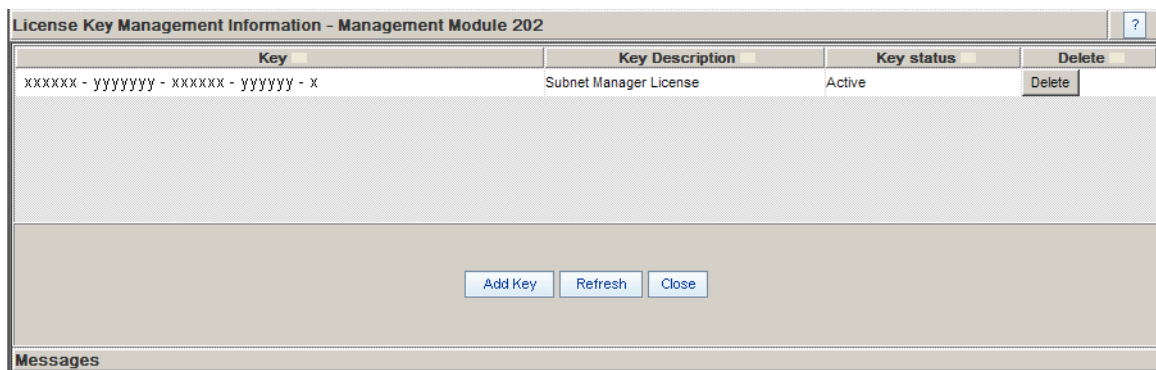 License Key Management Information - Management Module 202 ?
Key Key Description Key status Delete
xxxxxx - yyyyyyy - xxxxxx - yyyyyy - x Subnet Manager License Active Delete
Add Key Refresh Close
Messages